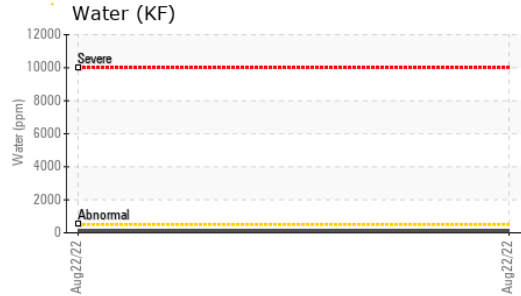 Water (KF)
12000
10000
8000
6000
4000
2000
0
Water (ppm)
Severe
Abnormal
Aug22/22
Aug22/22